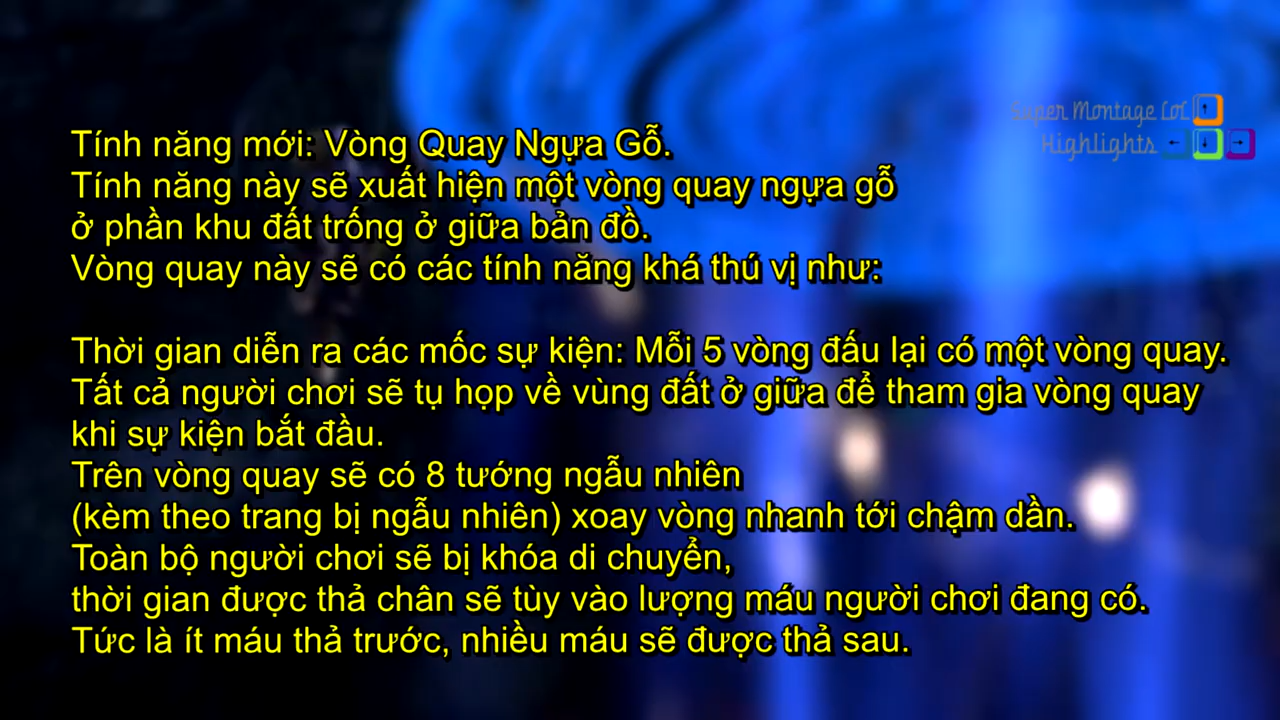 Super Montage LoL
Highlights
Tính năng mới: Vòng Quay Ngựa Gỗ.
Tính năng này sẽ xuất hiện một vòng quay ngựa gỗ
ở phần khu đất trống ở giữa bản đồ.
Vòng quay này sẽ có các tính năng khá thú vị như:
Thời gian diễn ra các mốc sự kiện: Mỗi 5 vòng đấu lại có một vòng quay.
Tất cả người chơi sẽ tụ họp về vùng đất ở giữa để tham gia vòng quay
khi sự kiện bắt đầu.
Trên vòng quay sẽ có 8 tướng ngẫu nhiên
(kèm theo trang bị ngẫu nhiên) xoay vòng nhanh tới chậm dần.
Toàn bộ người chơi sẽ bị khóa di chuyển,
thời gian được thả chân sẽ tùy vào lượng máu người chơi đang có.
Tức là ít máu thả trước, nhiều máu sẽ được thả sau.